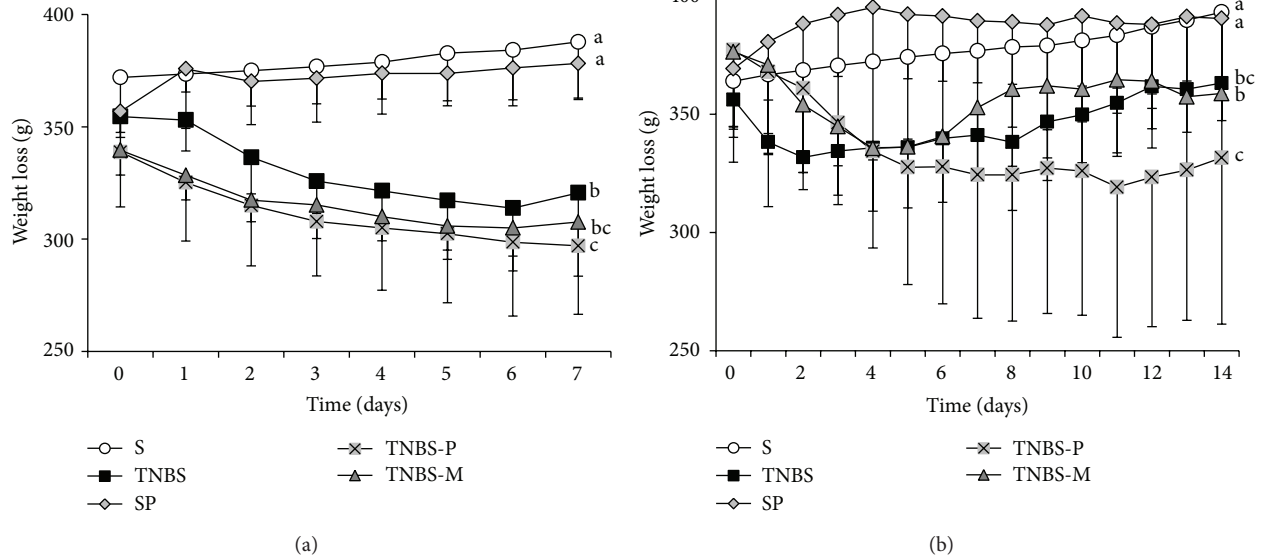 400
350
300
250
Weight loss (g)
a
a
b
bc
c
0 1 2 3 4 5 6 7
Time (days)
S
TNBS
SP
TNBS-P
TNBS-M
(a)
400
350
300
250
Weight loss (g)
a
a
bc
b
c
0 2 4 6 8 10 12 14
Time (days)
S
TNBS
SP
TNBS-P
TNBS-M
(b)